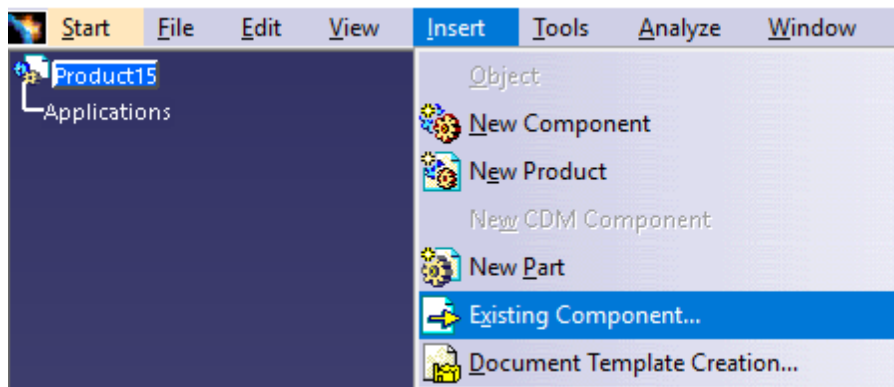 Start File Edit View Insert Tools Analyze Window
Product15
Applications
Object
New Component
New Product
New CDM Component
New Part
Existing Component...
Document Template Creation...